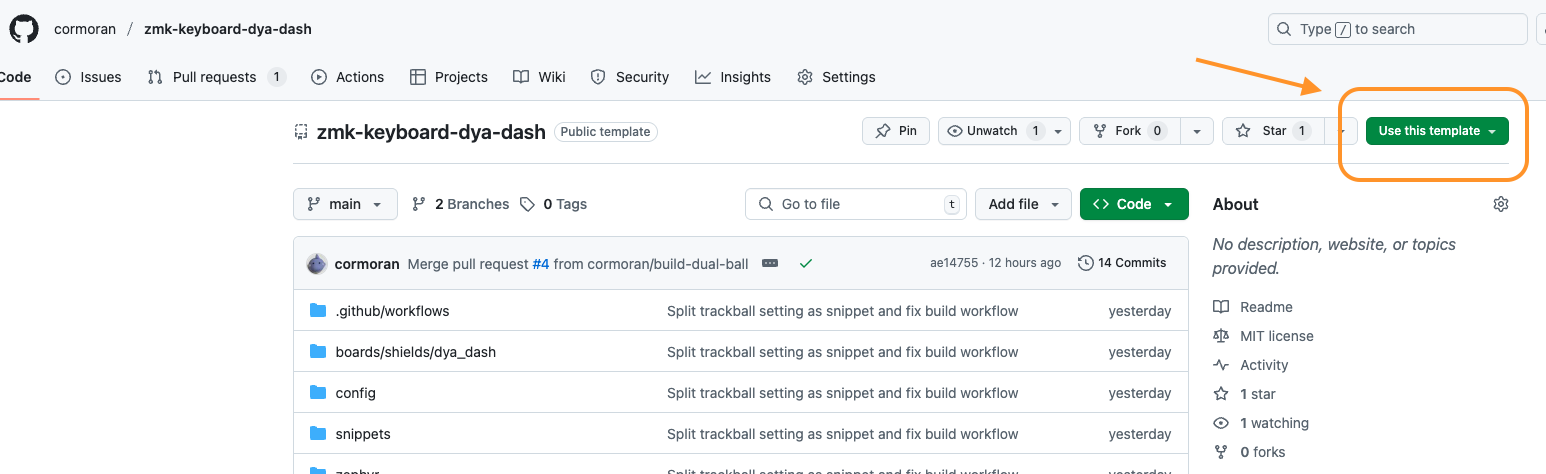 cormoran / zmk-keyboard-dya-dash
Type / to search
Code Issues Pull requests 1 Actions Projects Wiki Security Insights Settings
zmk-keyboard-dya-dash Public template Pin Unwatch 1 Fork 0 Star 1 Use this template
main 2 Branches 0 Tags Go to file t Add file <> Code
cormoran Merge pull request #4 from cormoran/build-dual-ball ae14755 · 12 hours ago 14 Commits
.github/workflows Split trackball setting as snippet and fix build workflow yesterday
boards/shields/dya_dash Split trackball setting as snippet and fix build workflow yesterday
config Split trackball setting as snippet and fix build workflow yesterday
snippets Split trackball setting as snippet and fix build workflow yesterday
About
No description, website, or topics
provided.
Readme
MIT license
Activity
1 star
1 watching
0 forks